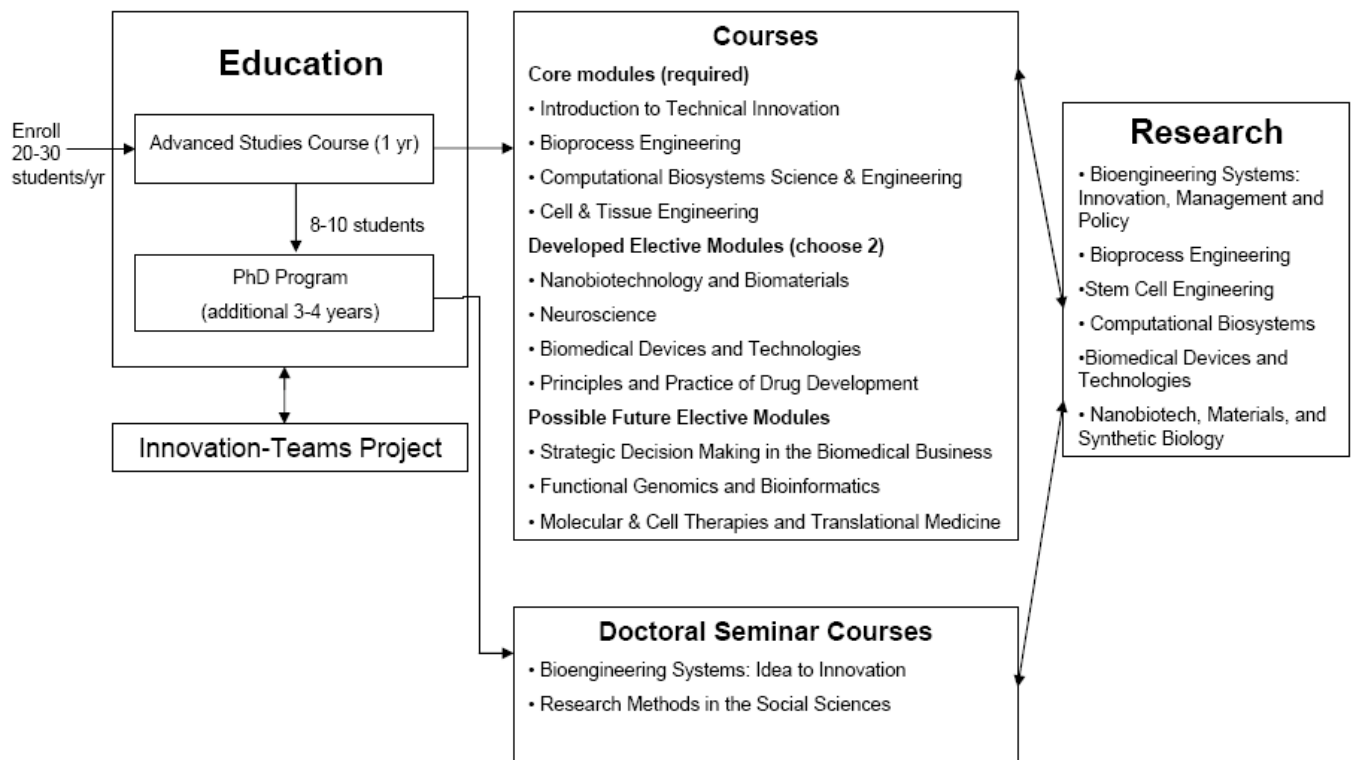 Education
Enroll
20-30
students/yr
Advanced Studies Course (1 yr)
8-10 students
PhD Program
(additional 3-4 years)
Innovation-Teams Project
Courses
Core modules (required)
• Introduction to Technical Innovation
• Bioprocess Engineering
• Computational Biosystems Science & Engineering
• Cell & Tissue Engineering
Developed Elective Modules (choose 2)
• Nanobiotechnology and Biomaterials
• Neuroscience
• Biomedical Devices and Technologies
• Principles and Practice of Drug Development
Possible Future Elective Modules
• Strategic Decision Making in the Biomedical Business
• Functional Genomics and Bioinformatics
• Molecular & Cell Therapies and Translational Medicine
Doctoral Seminar Courses
• Bioengineering Systems: Idea to Innovation
• Research Methods in the Social Sciences
Research
• Bioengineering Systems:
Innovation, Management and
Policy
• Bioprocess Engineering
•Stem Cell Engineering
• Computational Biosystems
•Biomedical Devices and
Technologies
• Nanobiotech, Materials, and
Synthetic Biology